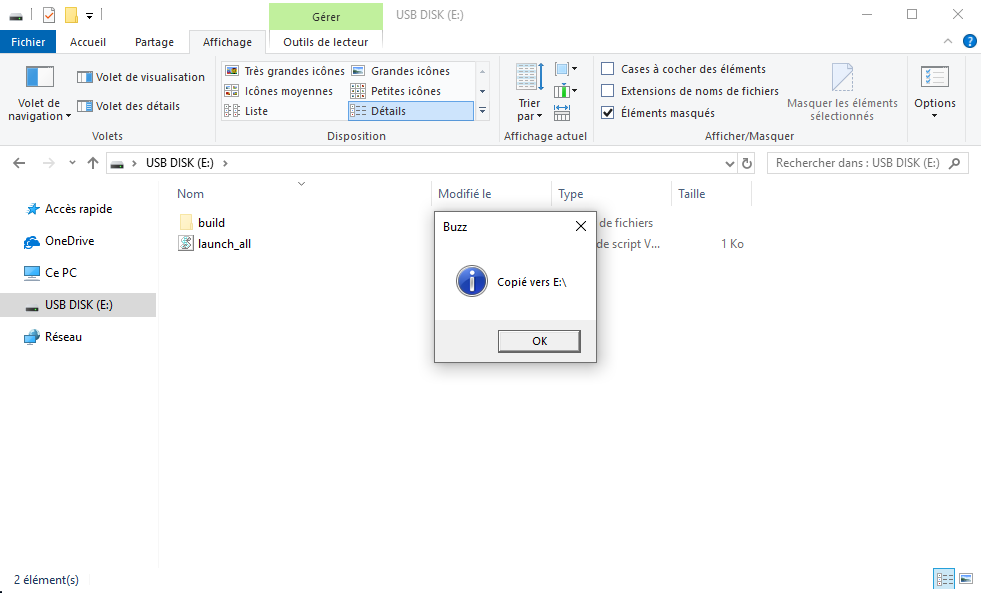 Gérer
USB DISK (E:)
Fichier
Accueil
Partage
Affichage
Outils de lecteur
?
Volet de navigation
Volet de visualisation
Volet des détails
Volets
Très grandes icônes
Grandes icônes
Icônes moyennes
Petites icônes
Liste
Détails
Disposition
Trier par
Affichage actuel
Cases à cocher des éléments
Extensions de noms de fichiers
Éléments masqués
Masquer les éléments sélectionnés
Afficher/Masquer
Options
USB DISK (E:)
Rechercher dans : USB DISK (E:)
Nom
Modifié le
Type
Taille
Accès rapide
OneDrive
Ce PC
USB DISK (E:)
Réseau
build
de fichiers
launch_all
de script V...
1 Ko
Buzz
Copié vers E:\
OK
2 élément(s)